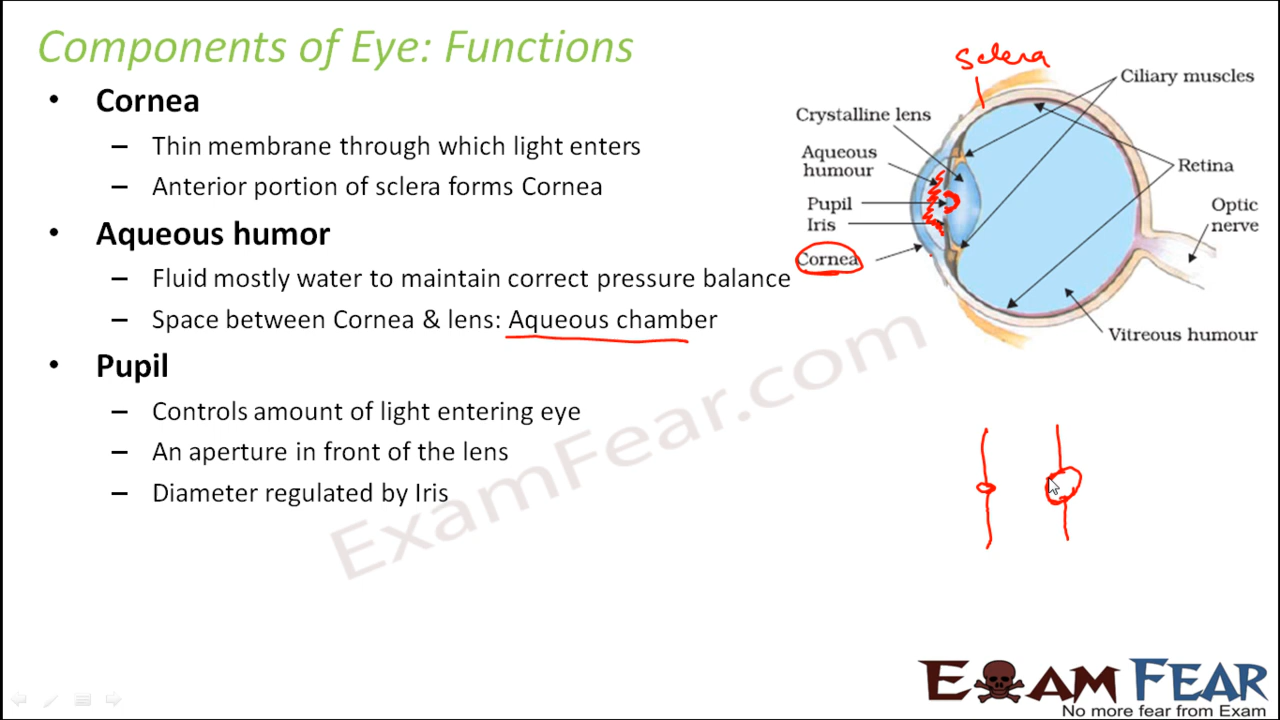 Components of Eye: Functions
• Cornea
– Thin membrane through which light enters
– Anterior portion of sclera forms Cornea
• Aqueous humor
– Fluid mostly water to maintain correct pressure balance
– Space between Cornea & lens: Aqueous chamber
• Pupil
– Controls amount of light entering eye
– An aperture in front of the lens
– Diameter regulated by Iris
Sclera
Ciliary muscles
Crystalline lens
Aqueous
humour
Pupil
Iris
Cornea
Retina
Optic
nerve
Vitreous humour
ExamFear.com
EXAM FEAR
No more fear from Exam